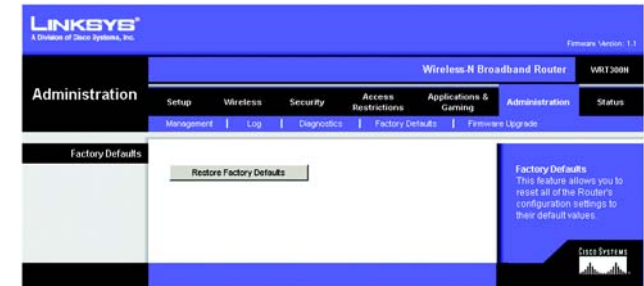 LINKSYS®
A Division of Cisco Systems, Inc.
Firmware Version: 1.1
Wireless-N Broadband Router
WRT300N
Administration
Setup
Wireless
Security
Access Restrictions
Applications & Gaming
Administration
Status
Management | Log | Diagnostics | Factory Defaults | Firmware Upgrade
Factory Defaults
Restore Factory Defaults
Factory Defaults
This feature allows you to
reset all of the Router's
configuration settings to
their default values.
CISCO SYSTEMS